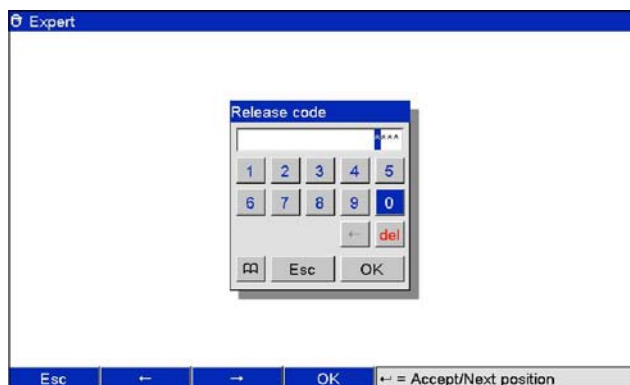 Expert
Release code
****
1 2 3 4 5
6 7 8 9 0
← del
Esc OK
Esc ← → OK ↵ = Accept/Next position